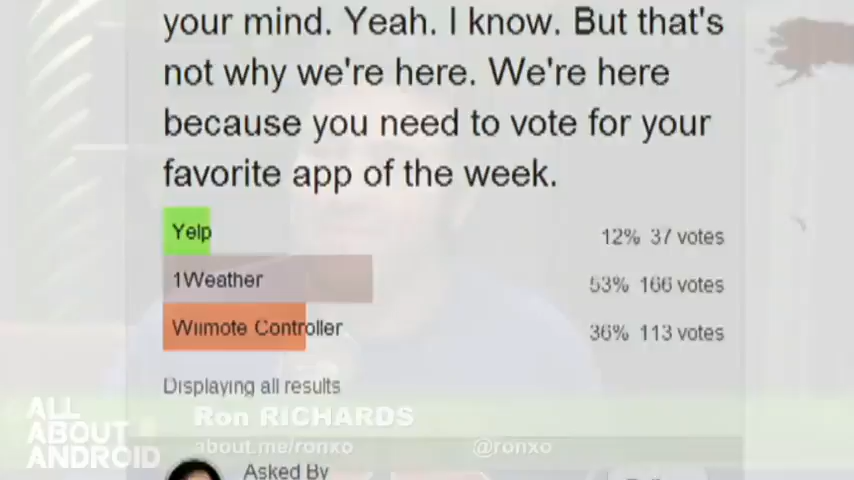 your mind. Yeah. I know. But that's
not why we're here. We're here
because you need to vote for your
favorite app of the week.
Yelp 12% 37 votes
1Weather 53% 166 votes
Wiimote Controller 36% 113 votes
Displaying all results
ALL
ABOUT
ANDROID
Ron RICHARDS
about.me/ronxo @ronxo
Asked By